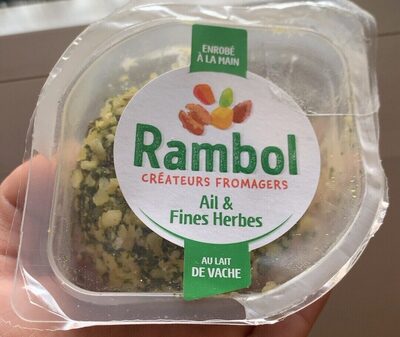 ENROBÉ
À LA MAIN
Rambol
CRÉATEURS FROMAGERS
Ail &
Fines Herbes
AU LAIT
DE VACHE